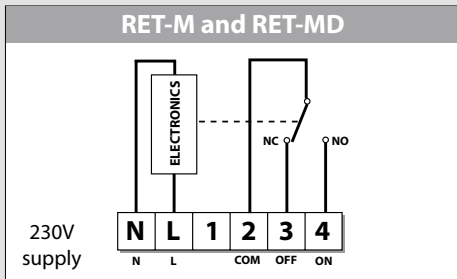 RET-M and RET-MD
ELECTRONICS
NC
NO
230V
supply
N L 1 2 3 4
N L COM OFF ON